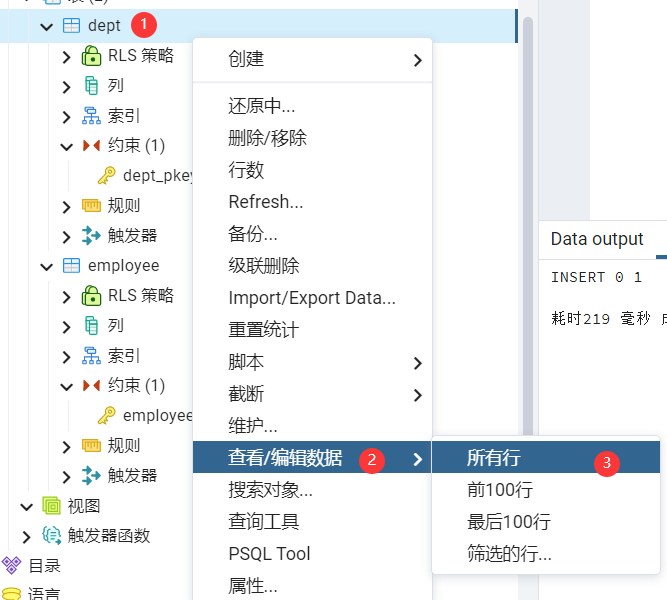 dept 1
RLS 策略
列
索引
约束 (1)
dept_pkey
规则
触发器
employee
RLS 策略
列
索引
约束 (1)
employee
规则
触发器
视图
触发器函数
目录
语言
创建
还原中...
删除/移除
行数
Refresh...
备份...
级联删除
Import/Export Data...
重置统计
脚本
截断
维护...
查看/编辑数据 2
搜索对象...
查询工具
PSQL Tool
属性...
所有行 3
前100行
最后100行
筛选的行...
Data output
INSERT 0 1
耗时219 毫秒